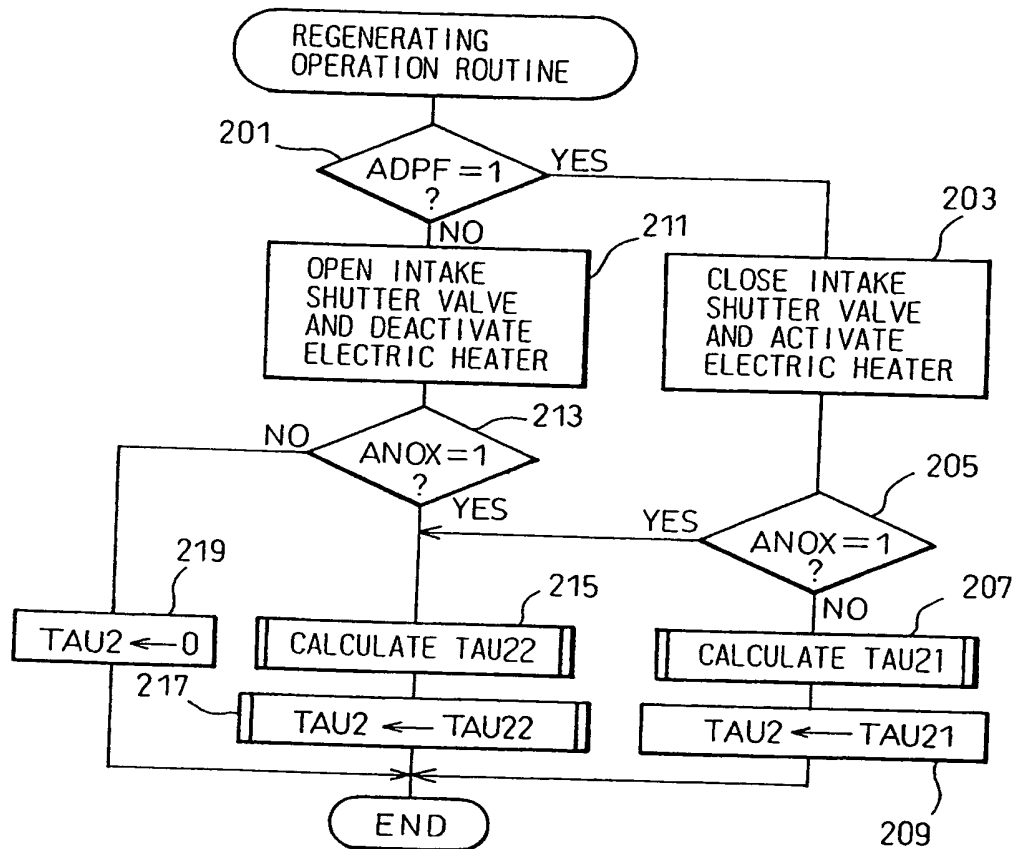 REGENERATING
OPERATION ROUTINE
201
ADPF=1
?
YES
NO
211
OPEN INTAKE
SHUTTER VALVE
AND DEACTIVATE
ELECTRIC HEATER
203
CLOSE INTAKE
SHUTTER VALVE
AND ACTIVATE
ELECTRIC HEATER
213
NO
ANOX=1
?
YES
205
YES
ANOX=1
?
NO
219
TAU2←0
215
CALCULATE TAU22
207
CALCULATE TAU21
217
TAU2 ← TAU22
TAU2 ← TAU21
209
END